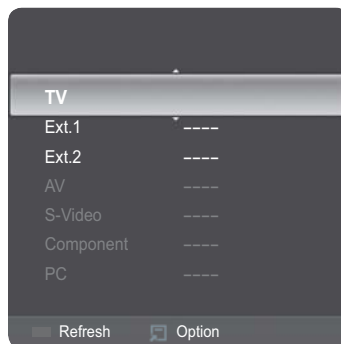 TV
Ext.1 ----
Ext.2 ----
AV ----
S-Video ----
Component ----
PC ----
Refresh Option